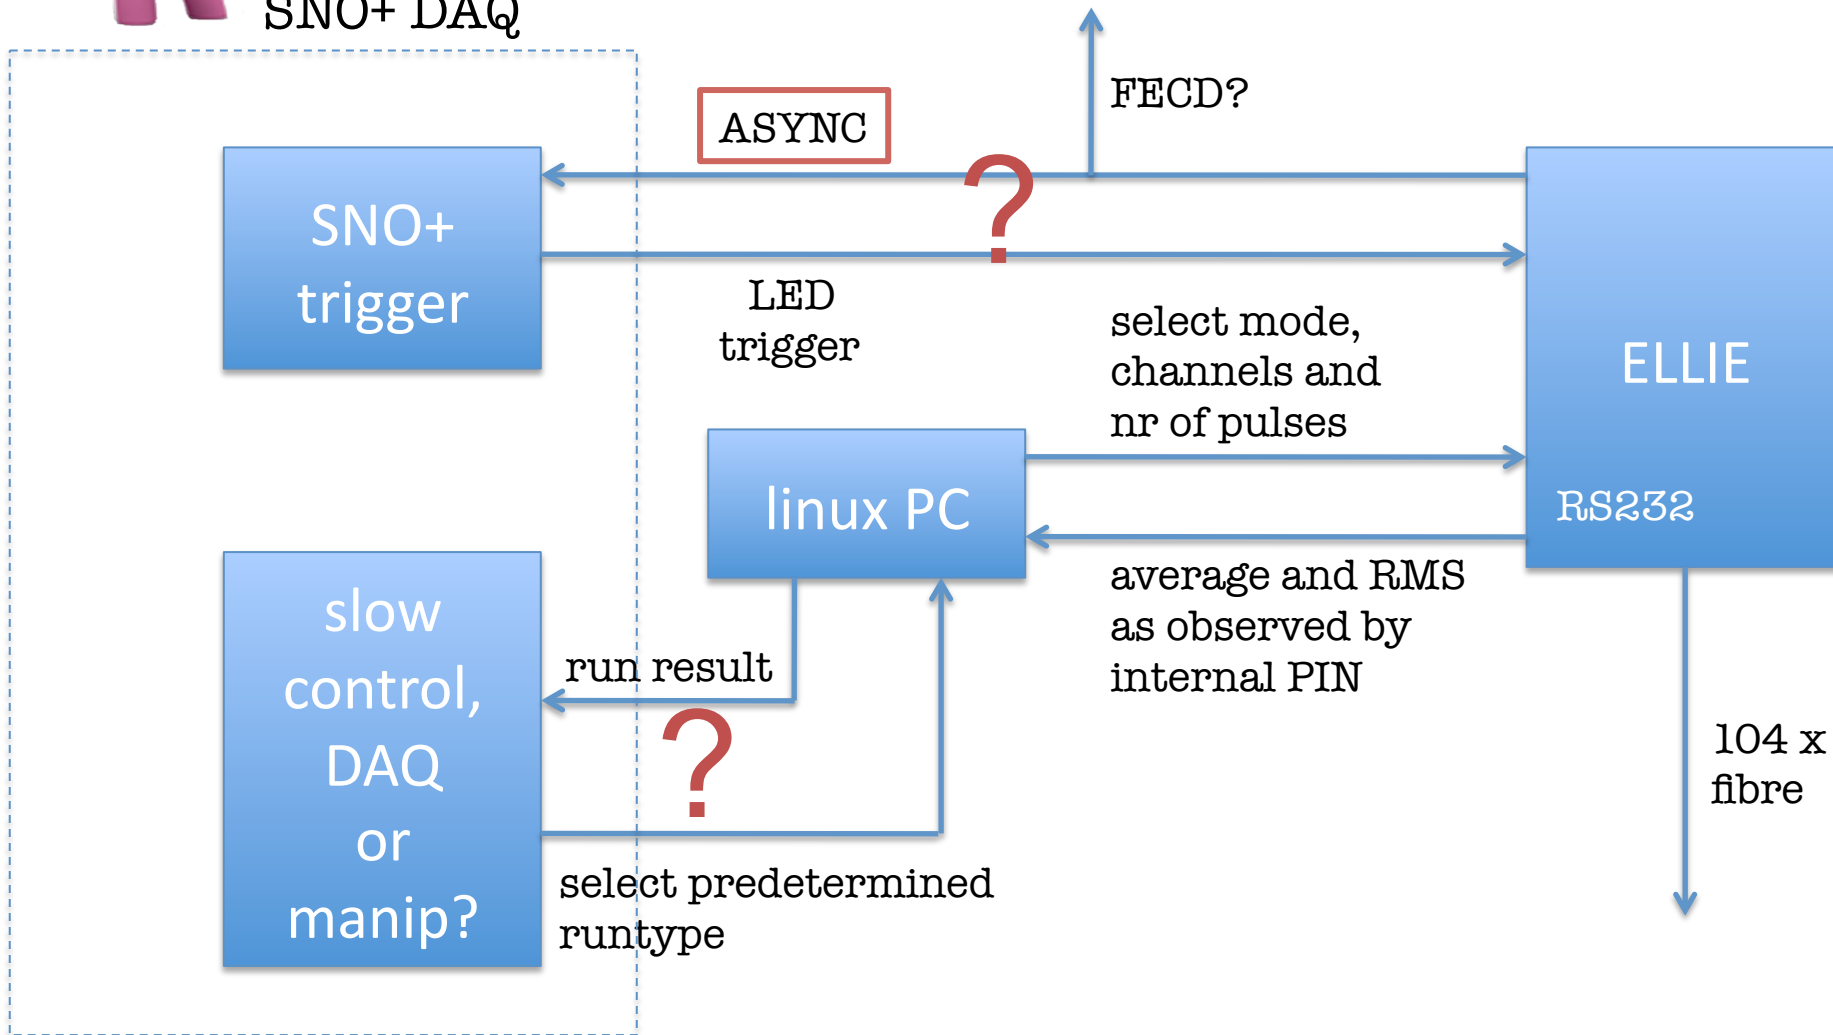 SNO+ DAQ
FECD?
ASYNC
?
SNO+
trigger
LED
trigger
select mode,
channels and
nr of pulses
ELLIE
RS232
linux PC
average and RMS
as observed by
internal PIN
slow
control,
DAQ
or
manip?
run result
?
select predetermined
runtype
104 x
fibre